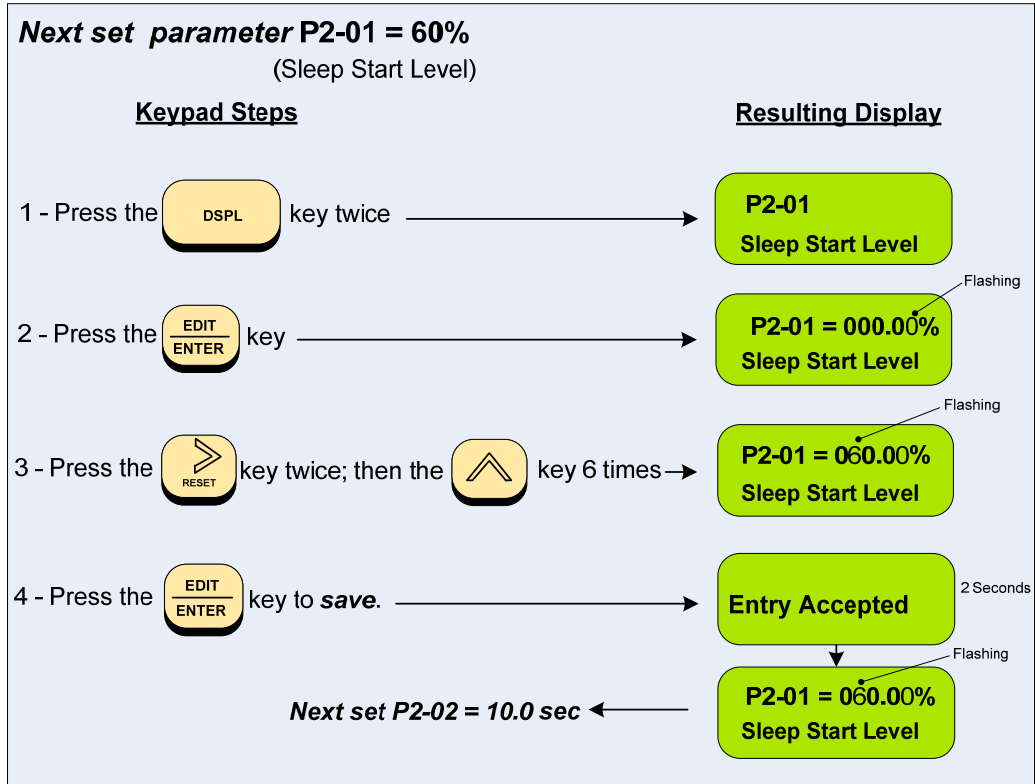 Next set parameter P2-01 = 60%
(Sleep Start Level)
Keypad Steps
Resulting Display
1 - Press the DSPL key twice
P2-01
Sleep Start Level
Flashing
2 - Press the EDIT ENTER key
P2-01 = 000.00%
Sleep Start Level
Flashing
3 - Press the RESET key twice; then the key 6 times
P2-01 = 060.00%
Sleep Start Level
4 - Press the EDIT ENTER key to save.
Entry Accepted
2 Seconds
Flashing
P2-01 = 060.00%
Sleep Start Level
Next set P2-02 = 10.0 sec